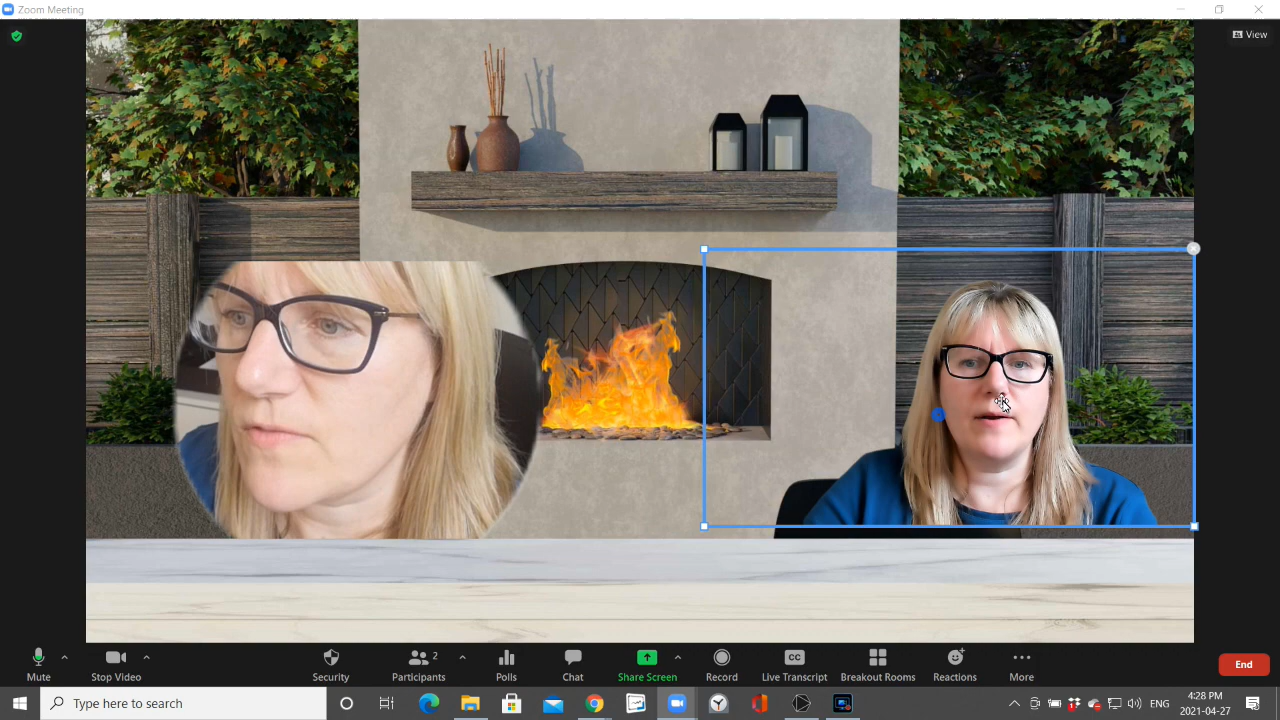 Zoom Meeting
View
2
CC
Mute
Stop Video
Security
Participants
Polls
Chat
Share Screen
Record
Live Transcript
Breakout Rooms
Reactions
More
End
Type here to search
ENG
4:28 PM
2021-04-27